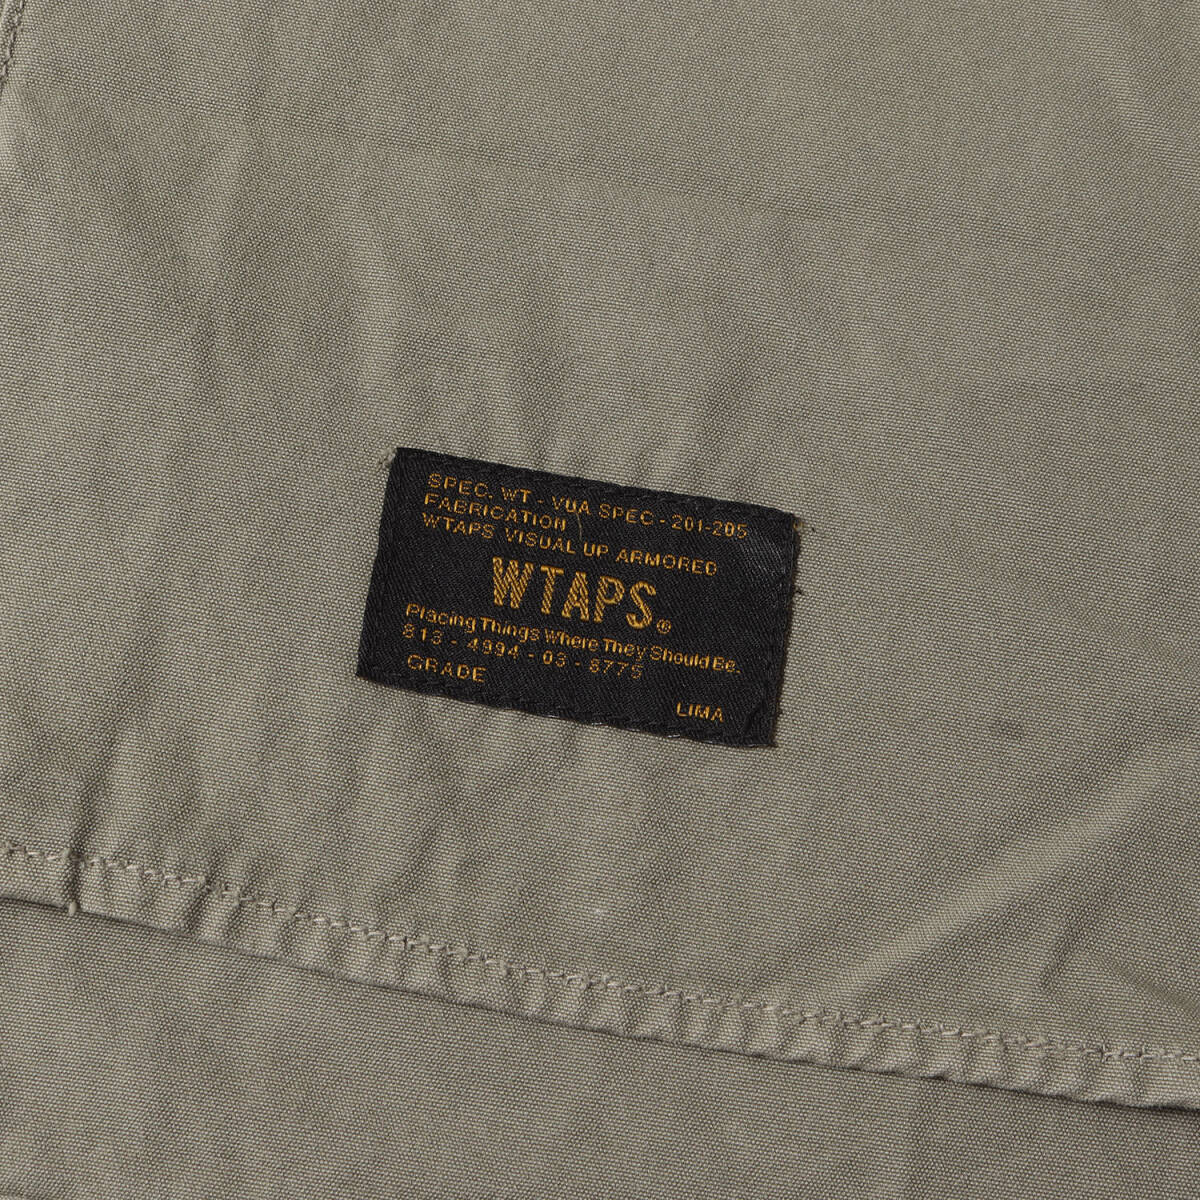 SPEC. WT - VUA SPEC - 201-205
FABRICATION
WTAPS VISUAL UP ARMORED
WTAPS®
Placing Things Where They Should Be.
813 - 4994 - 03 - 8775
GRADE
LIMA